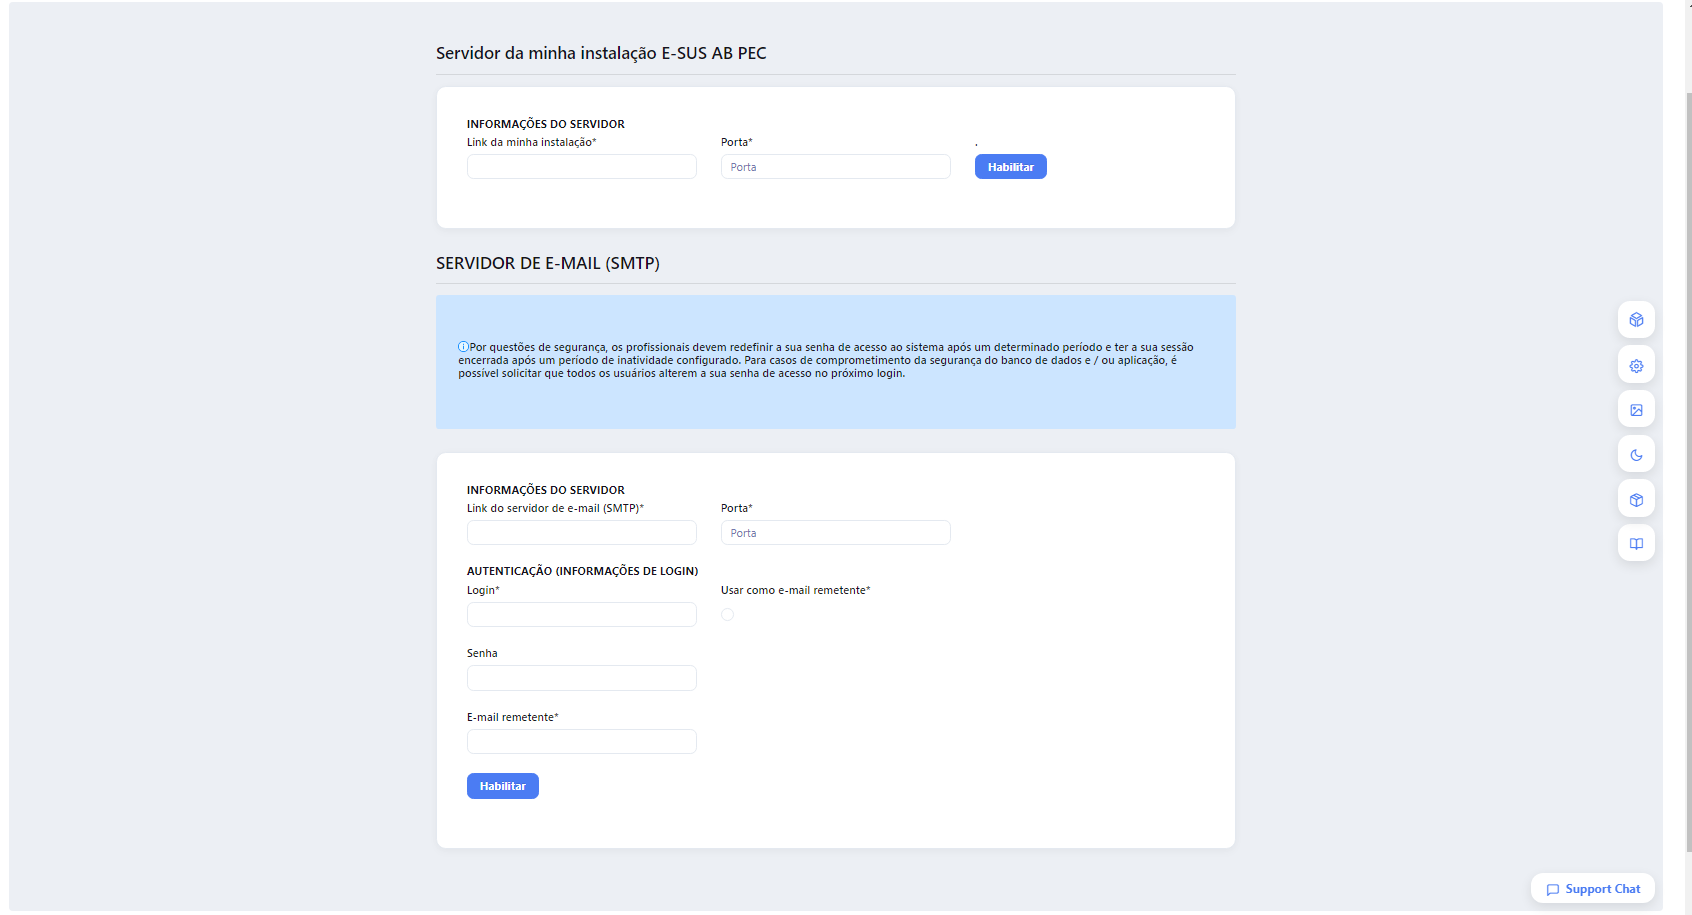 Servidor da minha instalação E-SUS AB PEC
INFORMAÇÕES DO SERVIDOR
Link da minha instalação* Porta* .
Porta Habilitar
SERVIDOR DE E-MAIL (SMTP)
Por questões de segurança, os profissionais devem redefinir a sua senha de acesso ao sistema após um determinado período e ter a sua sessão
encerrada após um período de inatividade configurado. Para casos de comprometimento da segurança do banco de dados e / ou aplicação, é
possível solicitar que todos os usuários alterem a sua senha de acesso no próximo login.
INFORMAÇÕES DO SERVIDOR
Link do servidor de e-mail (SMTP)* Porta*
Porta
AUTENTICAÇÃO (INFORMAÇÕES DE LOGIN)
Login* Usar como e-mail remetente*
Senha
E-mail remetente*
Habilitar
Support Chat